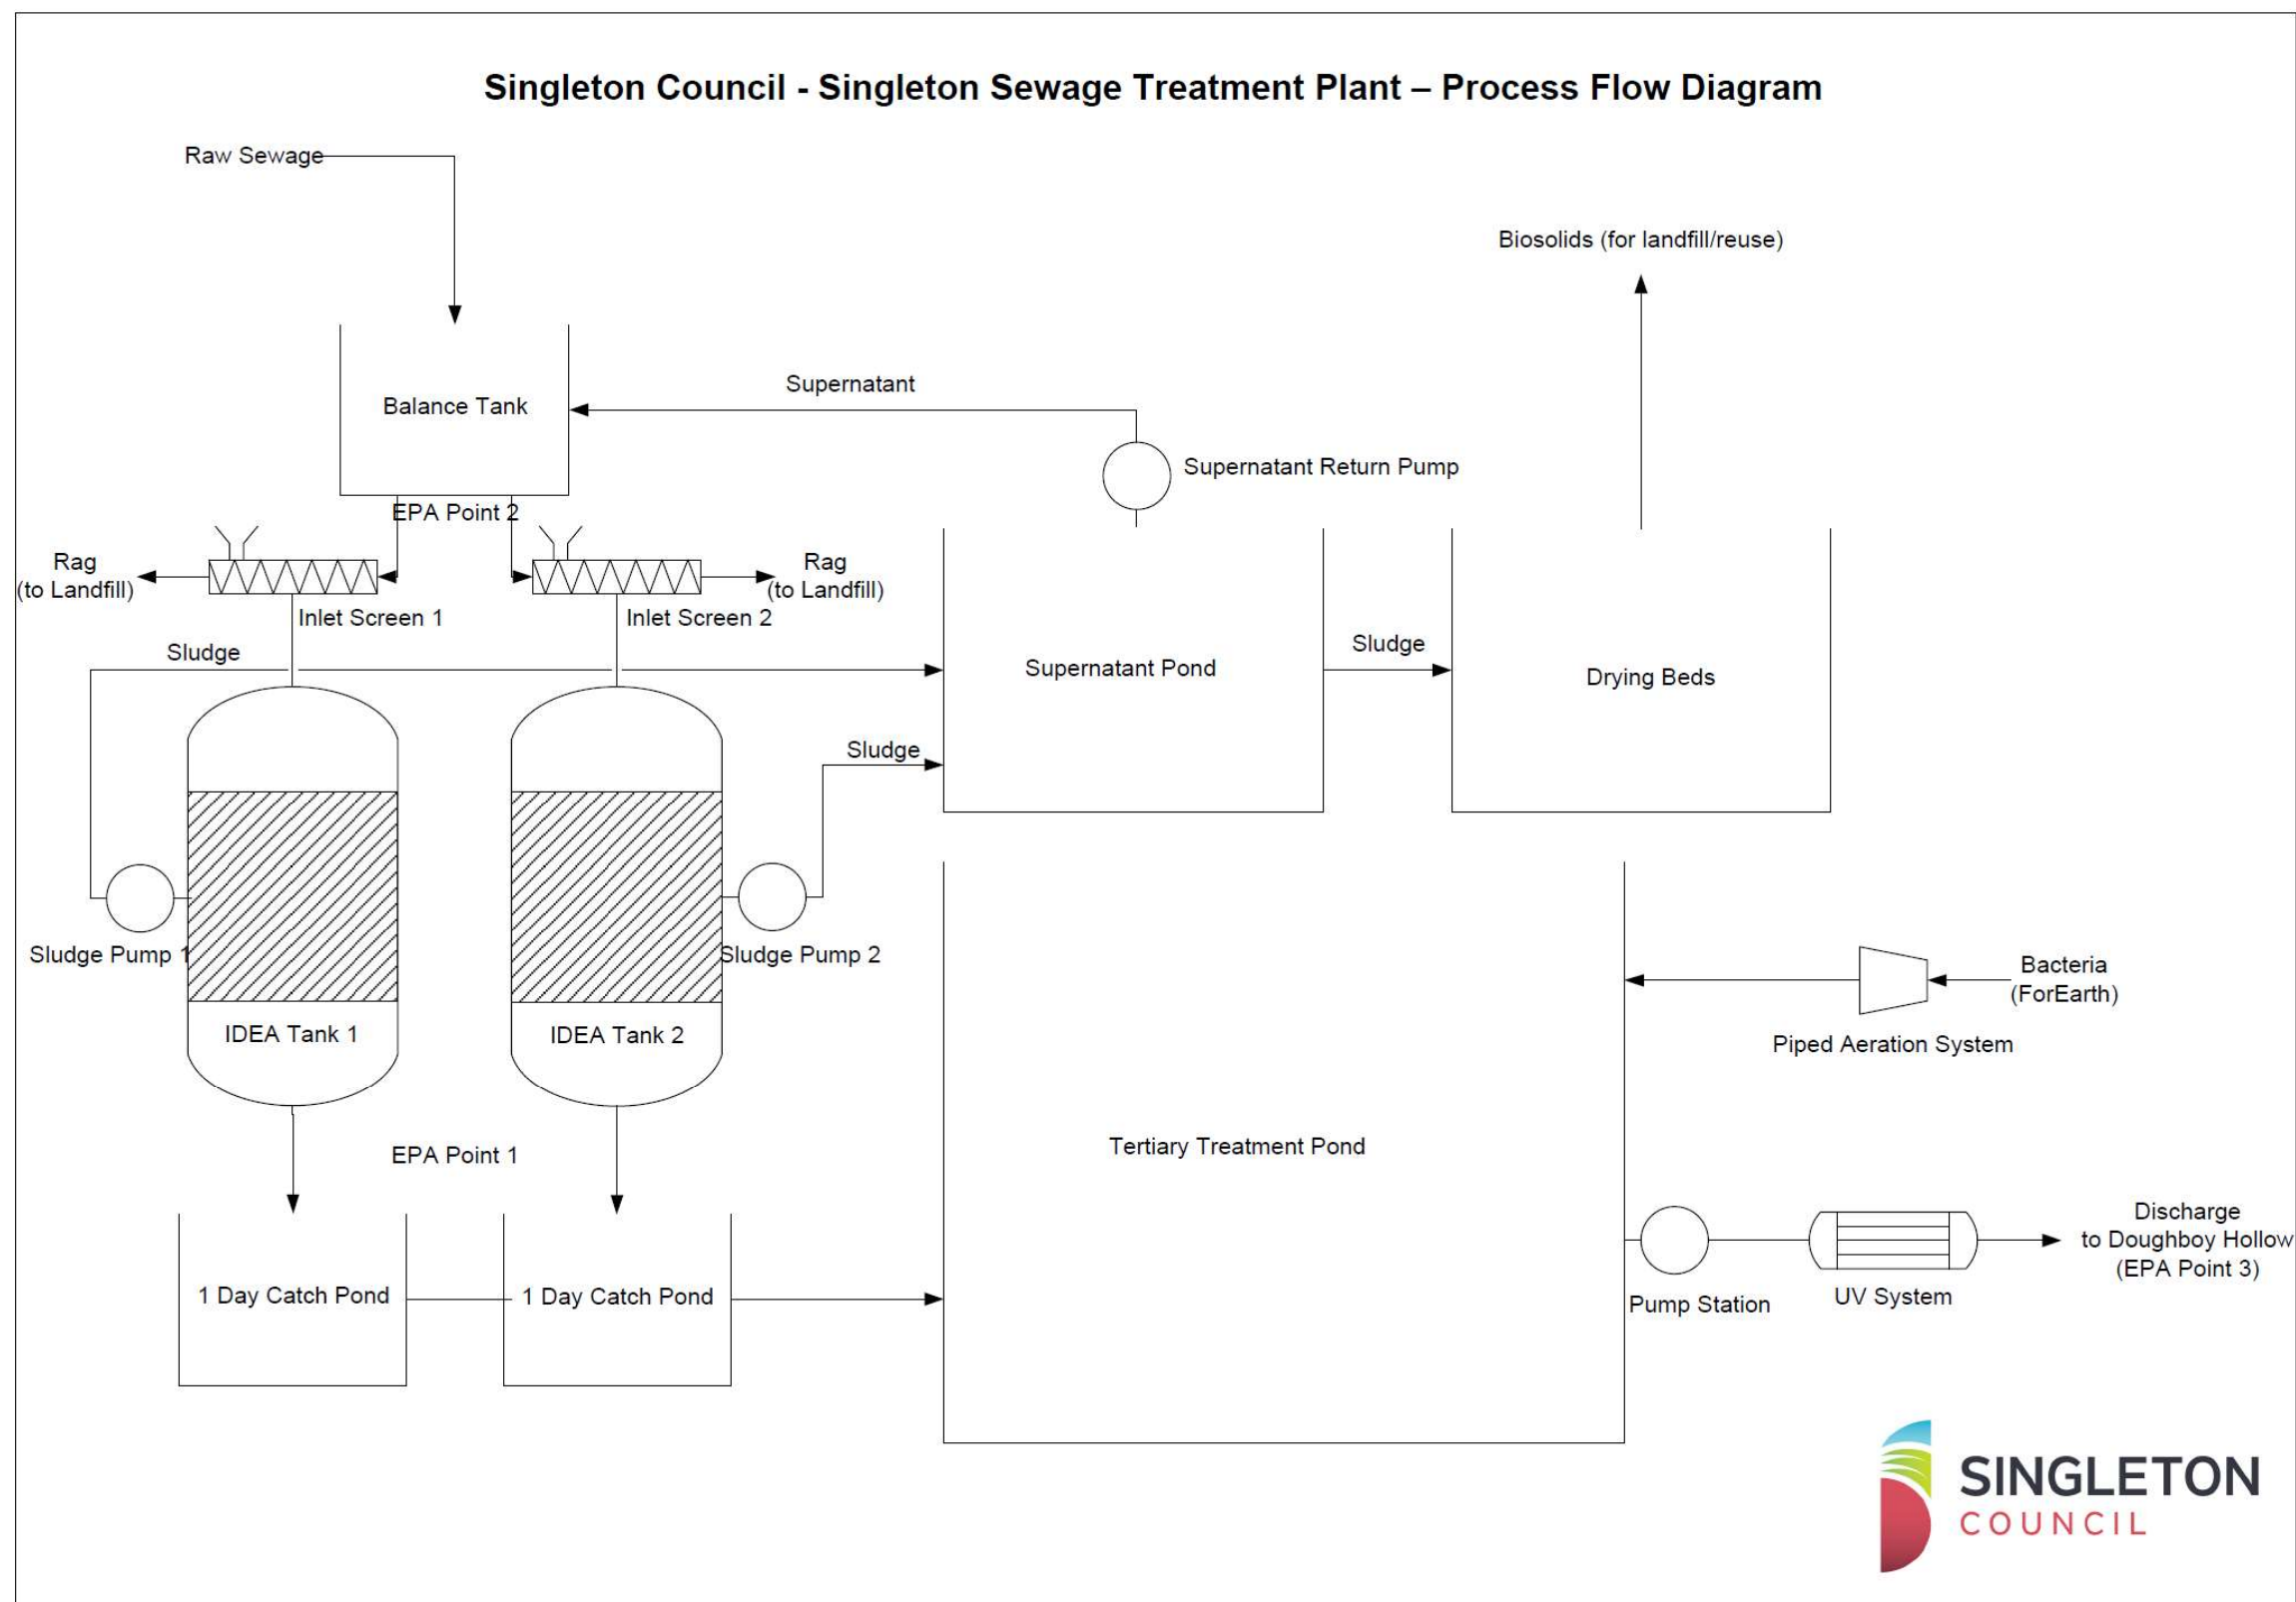 Singleton Council - Singleton Sewage Treatment Plant – Process Flow Diagram
Raw Sewage
Biosolids (for landfill/reuse)
Supernatant
Balance Tank
Supernatant Return Pump
EPA Point 2
Rag
(to Landfill)
Rag
(to Landfill)
Inlet Screen 1
Inlet Screen 2
Sludge
Sludge
Supernatant Pond
Drying Beds
Sludge
Sludge Pump 1
Sludge Pump 2
Bacteria
(ForEarth)
IDEA Tank 1
IDEA Tank 2
Piped Aeration System
EPA Point 1
Tertiary Treatment Pond
Discharge
to Doughboy Hollow
(EPA Point 3)
1 Day Catch Pond
1 Day Catch Pond
Pump Station
UV System
SINGLETON
COUNCIL